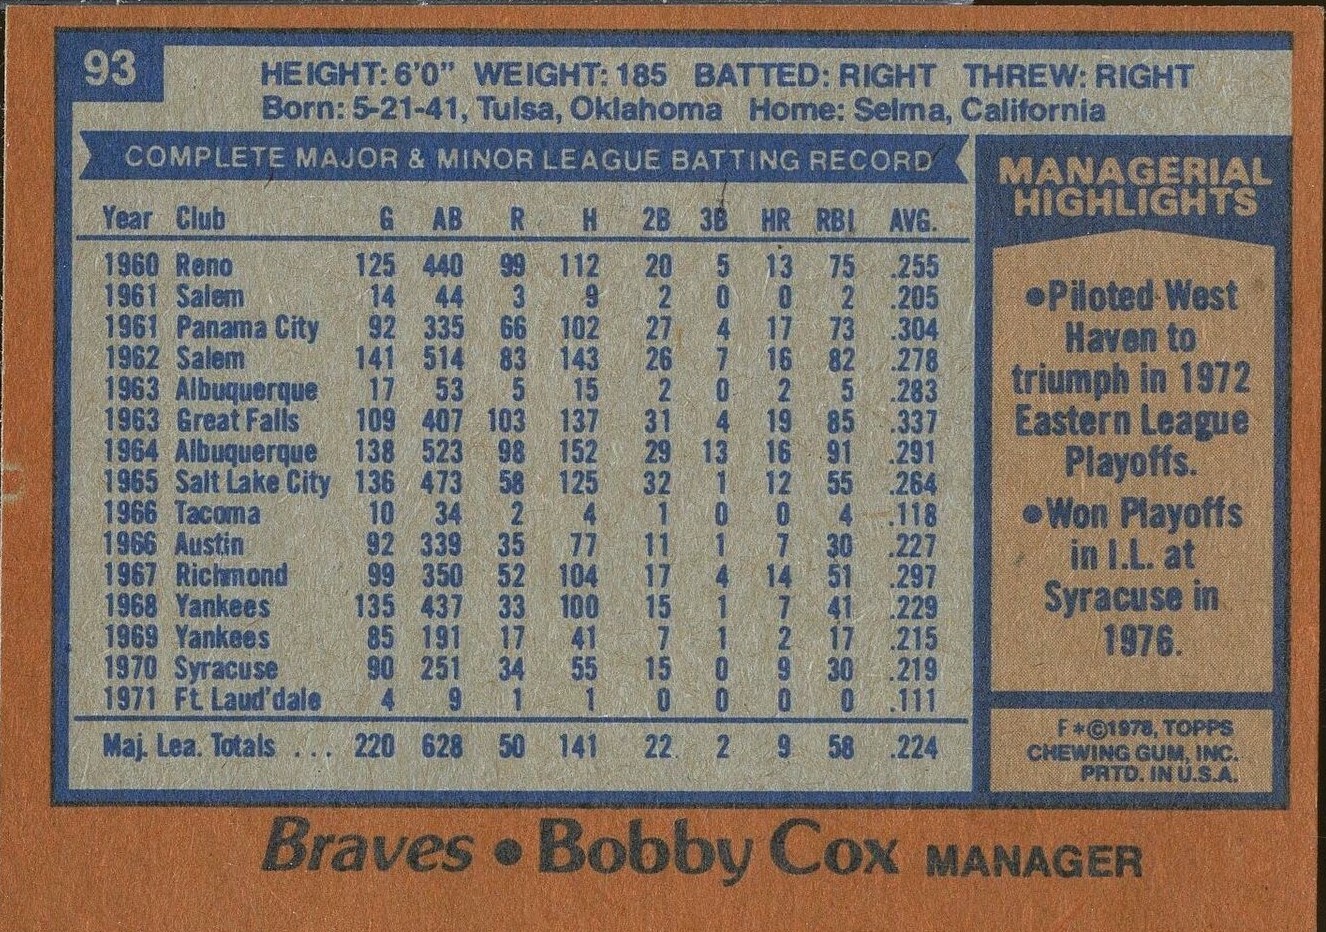 93
HEIGHT: 6'0" WEIGHT: 185 BATTED: RIGHT THREW: RIGHT
Born: 5-21-41, Tulsa, Oklahoma Home: Selma, California
COMPLETE MAJOR & MINOR LEAGUE BATTING RECORD
Year Club G AB R H 2B 3B HR RBI AVG.
1960 Reno 125 440 99 112 20 5 13 75 .255
1961 Salem 14 44 3 9 2 0 0 2 .205
1961 Panama City 92 335 66 102 27 4 17 73 .304
1962 Salem 141 514 83 143 26 7 16 82 .278
1963 Albuquerque 17 53 5 15 2 0 2 5 .283
1963 Great Falls 109 407 103 137 31 4 19 85 .337
1964 Albuquerque 138 523 98 152 29 13 16 91 .291
1965 Salt Lake City 136 473 58 125 32 1 12 55 .264
1966 Tacoma 10 34 2 4 1 0 0 4 .118
1966 Austin 92 339 35 77 11 1 7 30 .227
1967 Richmond 99 350 52 104 17 4 14 51 .297
1968 Yankees 135 437 33 100 15 1 7 41 .229
1969 Yankees 85 191 17 41 7 1 2 17 .215
1970 Syracuse 90 251 34 55 15 0 9 30 .219
1971 Ft. Laud'dale 4 9 1 1 0 0 0 0 .111
Maj. Lea. Totals ... 220 628 50 141 22 2 9 58 .224
MANAGERIAL
HIGHLIGHTS
●Piloted West
Haven to
triumph in 1972
Eastern League
Playoffs.
●Won Playoffs
in I.L. at
Syracuse in
1976.
F*©1978, TOPPS
CHEWING GUM, INC.
PRTD. IN U.S.A.
Braves ● Bobby Cox MANAGER